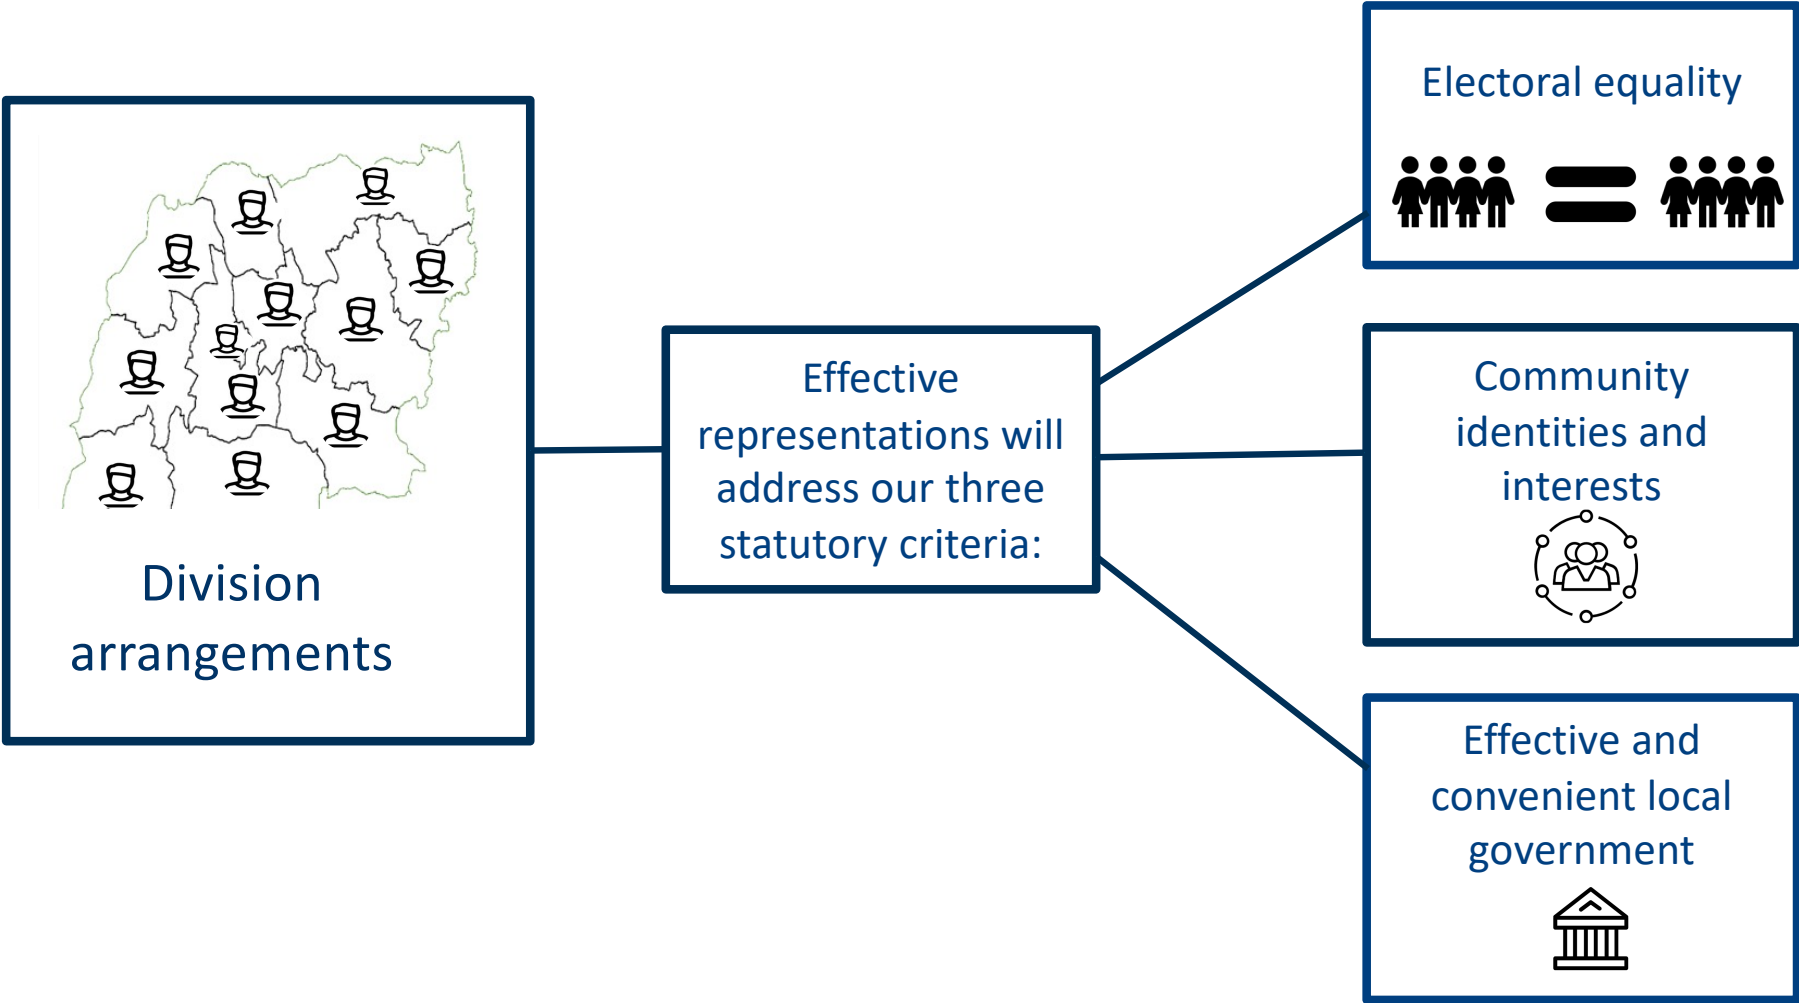 Division
arrangements
Effective
representations will
address our three
statutory criteria:
Electoral equality
Community
identities and
interests
Effective and
convenient local
government